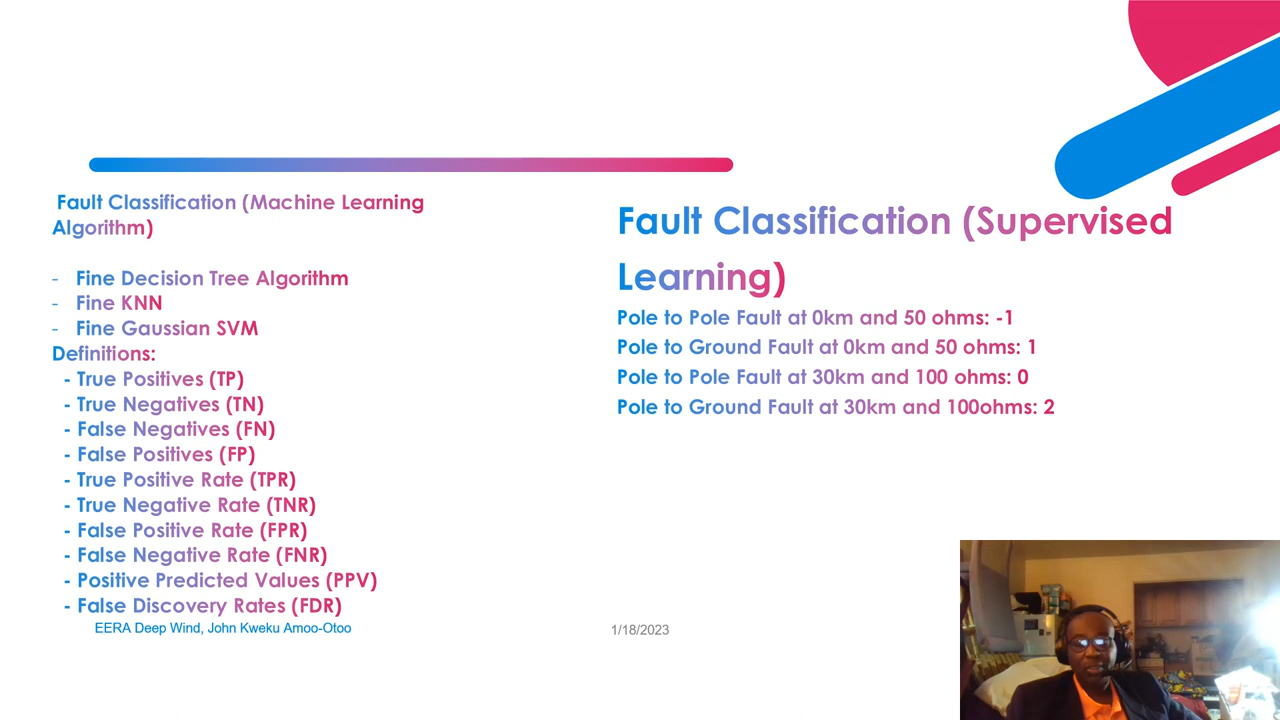 Fault Classification (Machine Learning
Algorithm)
- Fine Decision Tree Algorithm
- Fine KNN
- Fine Gaussian SVM
Definitions:
- True Positives (TP)
- True Negatives (TN)
- False Negatives (FN)
- False Positives (FP)
- True Positive Rate (TPR)
- True Negative Rate (TNR)
- False Positive Rate (FPR)
- False Negative Rate (FNR)
- Positive Predicted Values (PPV)
- False Discovery Rates (FDR)
Fault Classification (Supervised
Learning)
Pole to Pole Fault at 0km and 50 ohms: -1
Pole to Ground Fault at 0km and 50 ohms: 1
Pole to Pole Fault at 30km and 100 ohms: 0
Pole to Ground Fault at 30km and 100ohms: 2
EERA Deep Wind, John Kweku Amoo-Otoo
1/18/2023